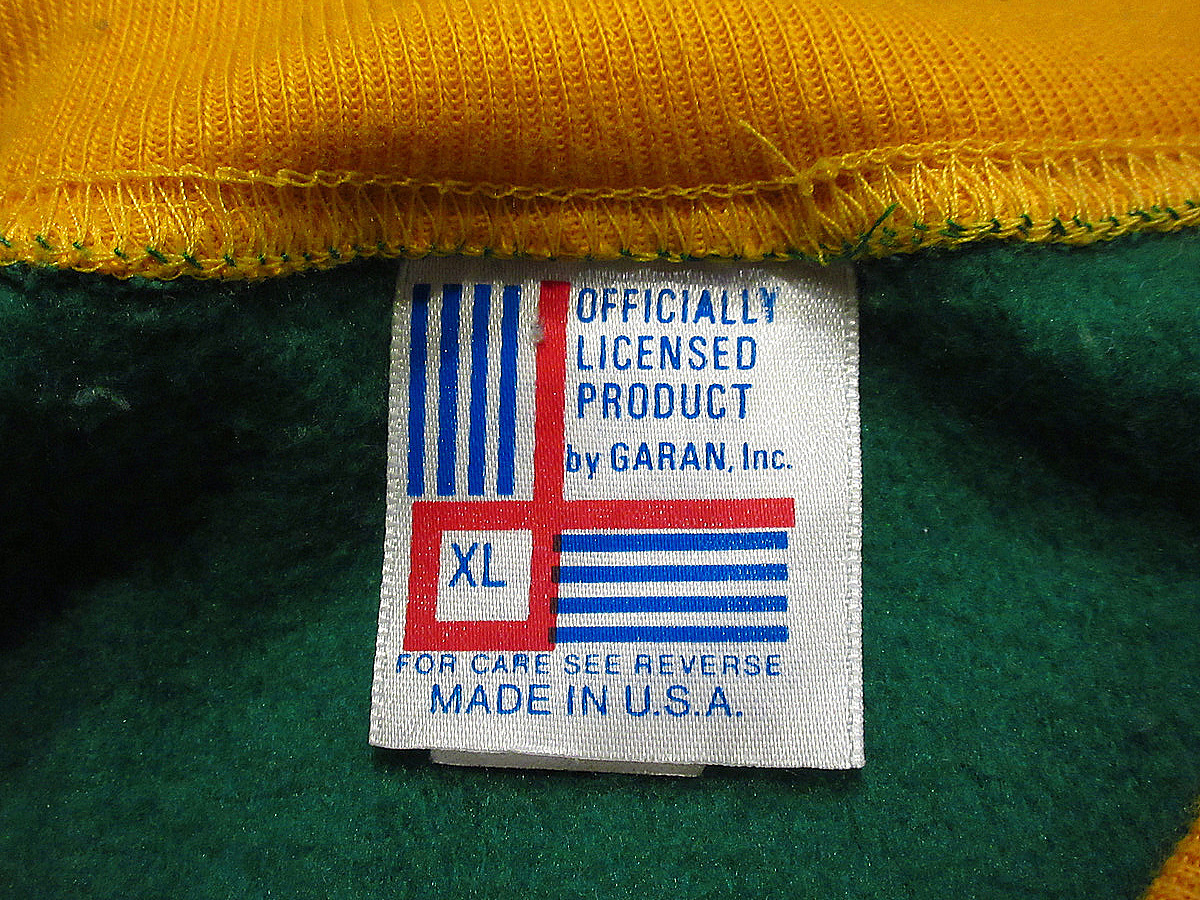 OFFICIALLY
LICENSED
PRODUCT
by GARAN, Inc.
XL
FOR CARE SEE REVERSE
MADE IN U.S.A.